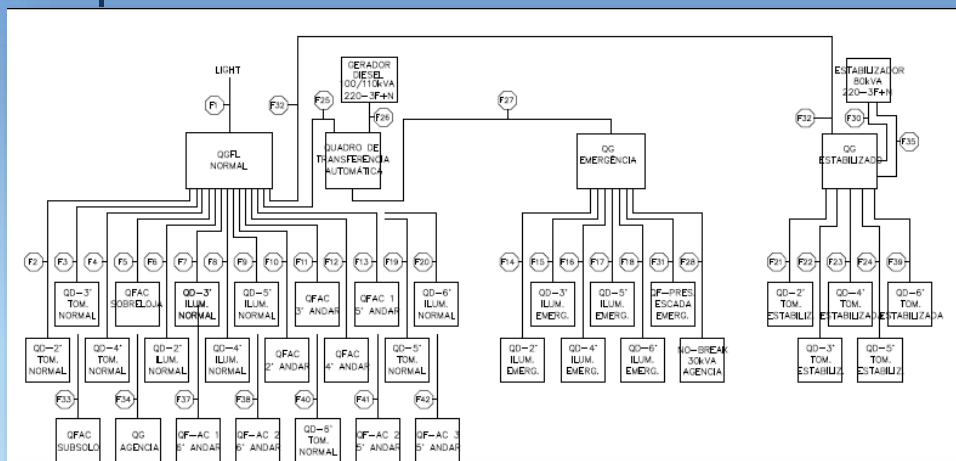 LIGHT
F1
F32
F25
GERADOR
DIESEL
100/110kVA
220-3F+N
F26
F27
F32
ESTABILIZADOR
80kVA
220-3F+N
F30
F35
QGFL
NORMAL
QUADRO DE
TRANSFERÊNCIA
AUTOMÁTICA
QG
EMERGÊNCIA
QG
ESTABILIZADO
F2
F3
F4
F5
F6
F7
F8
F9
F10
F11
F12
F13
F19
F20
F14
F15
F16
F17
F18
F31
F28
F21
F22
F23
F24
F39
QD-3°
TOM.
NORMAL
QFAC
SOBRELOJA
QD-3°
ILUM.
NORMAL
QD-5°
ILUM.
NORMAL
QFAC
3° ANDAR
QFAC 1
5° ANDAR
QD-6°
ILUM.
NORMAL
QD-3°
ILUM.
EMERG.
QD-5°
ILUM.
EMERG.
QF-PRES.
ESCADA
EMERG.
QD-2°
TOM.
ESTABILIZ.
QD-4°
TOM.
ESTABILIZADA
QD-6°
TOM.
ESTABILIZADA
QD-2°
TOM.
NORMAL
QD-4°
TOM.
NORMAL
QD-2°
ILUM.
NORMAL
QD-4°
ILUM.
NORMAL
QFAC
2° ANDAR
QFAC
4° ANDAR
QD-5°
TOM.
NORMAL
QD-2°
ILUM.
EMERG.
QD-4°
ILUM.
EMERG.
QD-6°
ILUM.
EMERG.
NO-BREAK
30kVA
AGENCIA
QD-3°
TOM.
ESTABILIZ.
QD-5°
TOM.
ESTABILIZ.
F33
F34
F37
F38
F40
F41
F42
QFAC
SUBSOLO
QG
AGENCIA
QF-AC 1
6° ANDAR
QF-AC 2
6° ANDAR
QD-6°
TOM.
NORMAL
QF-AC 2
5° ANDAR
QF-AC 3
5° ANDAR